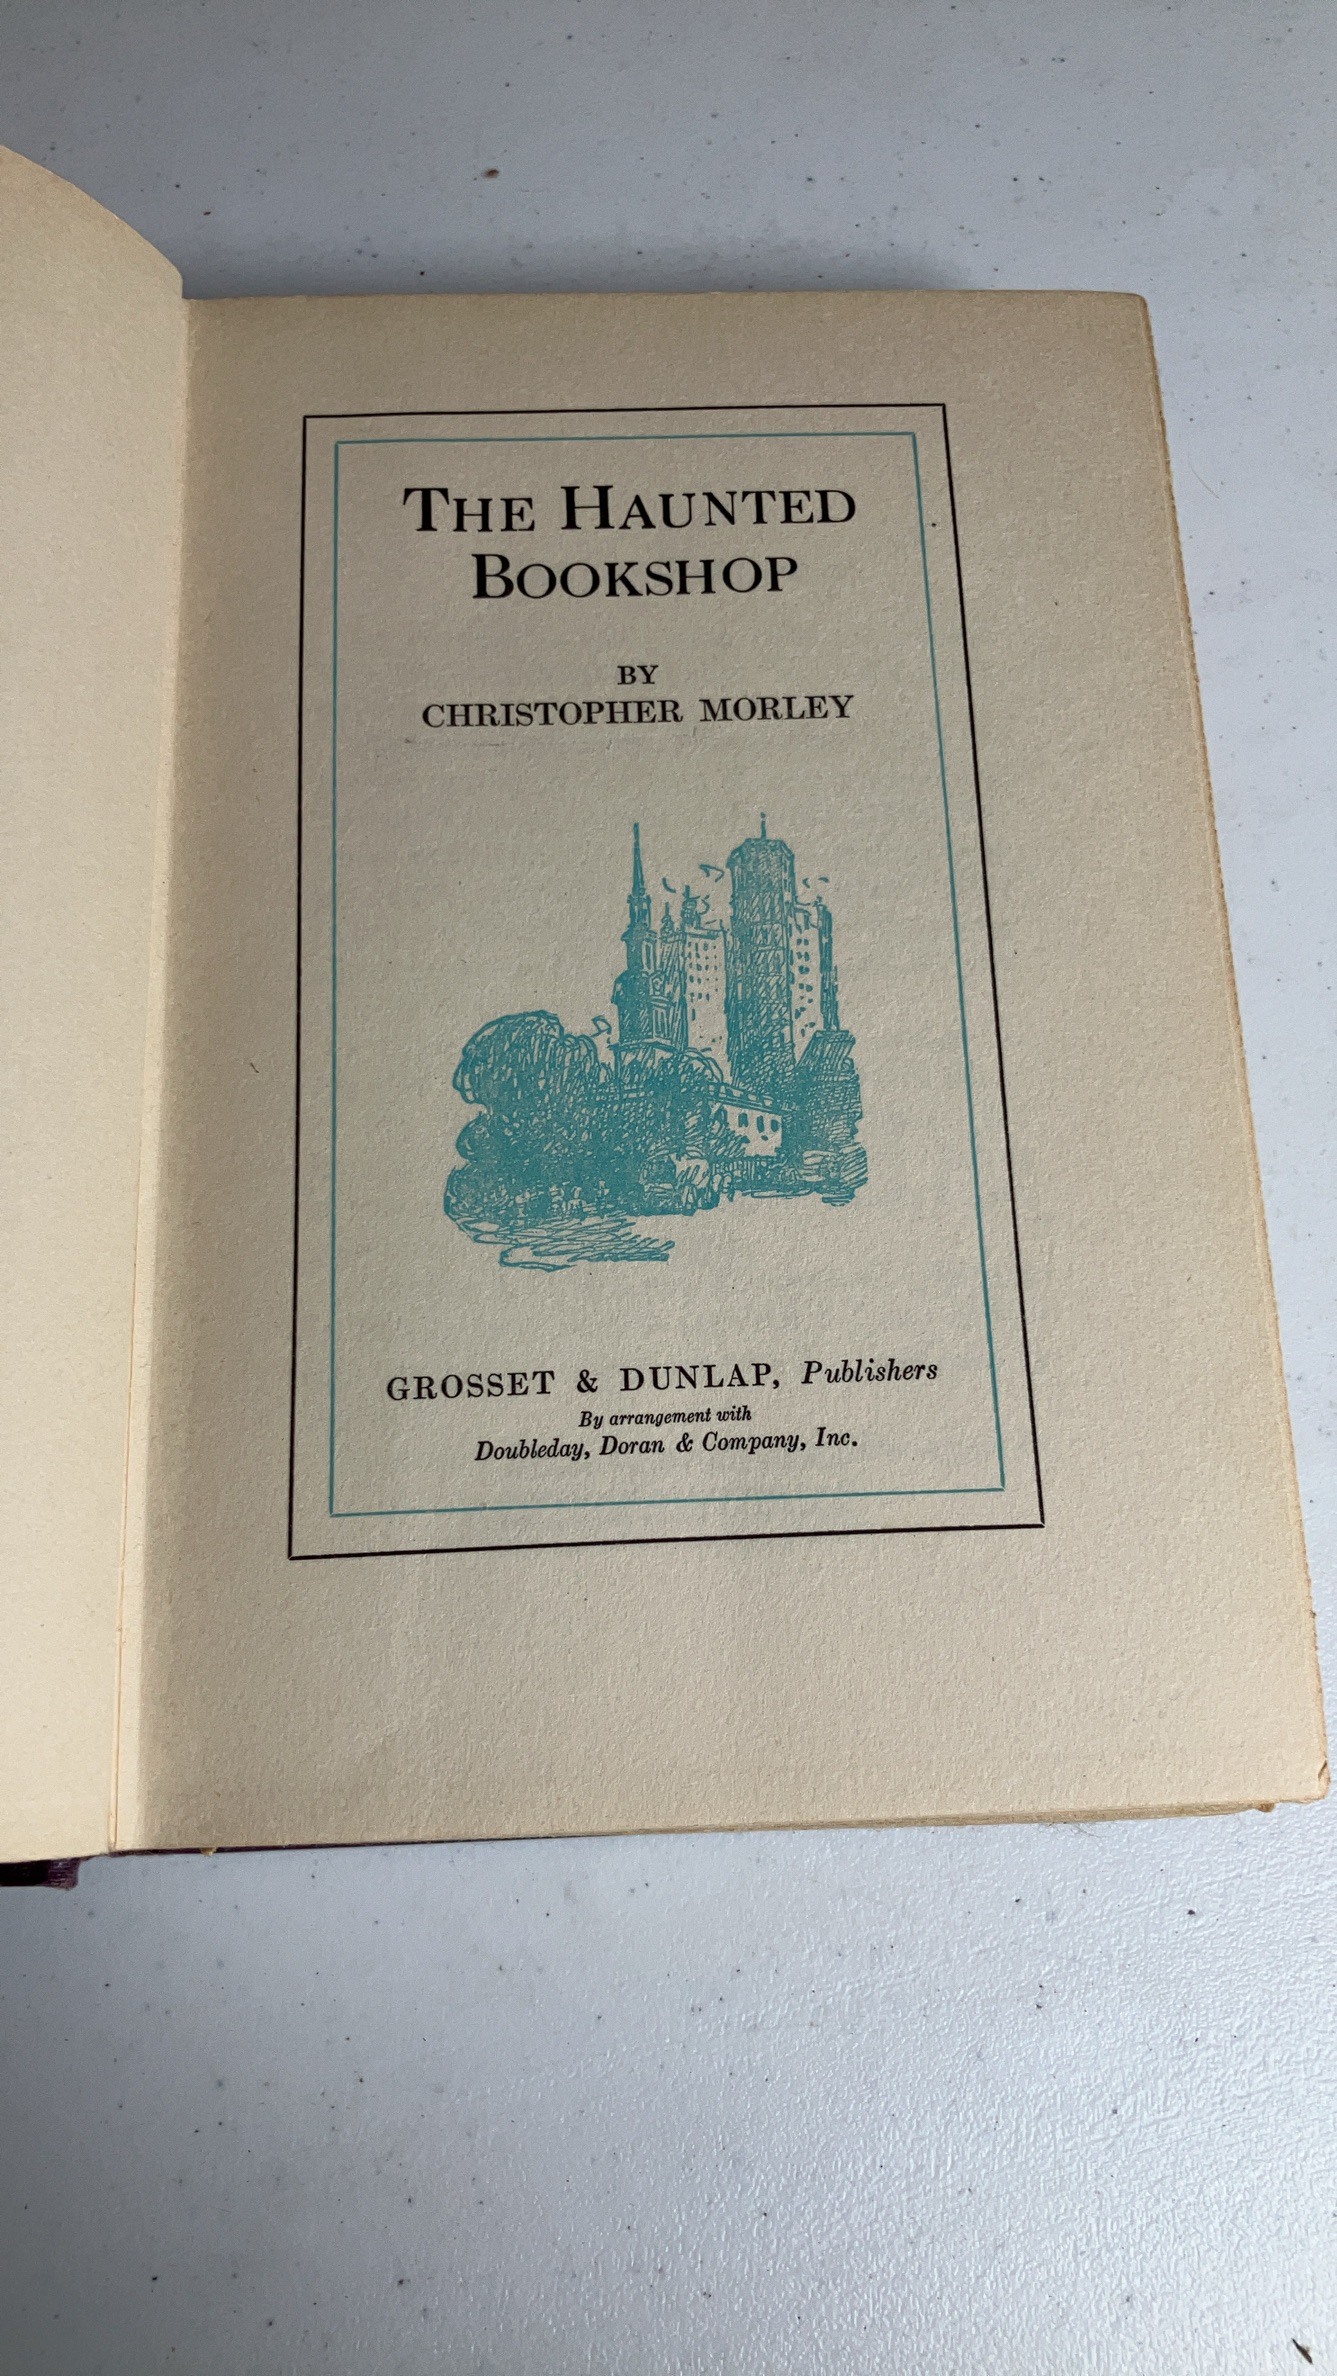 THE HAUNTED
BOOKSHOP
BY
CHRISTOPHER MORLEY
GROSSET & DUNLAP, Publishers
By arrangement with
Doubleday, Doran & Company, Inc.